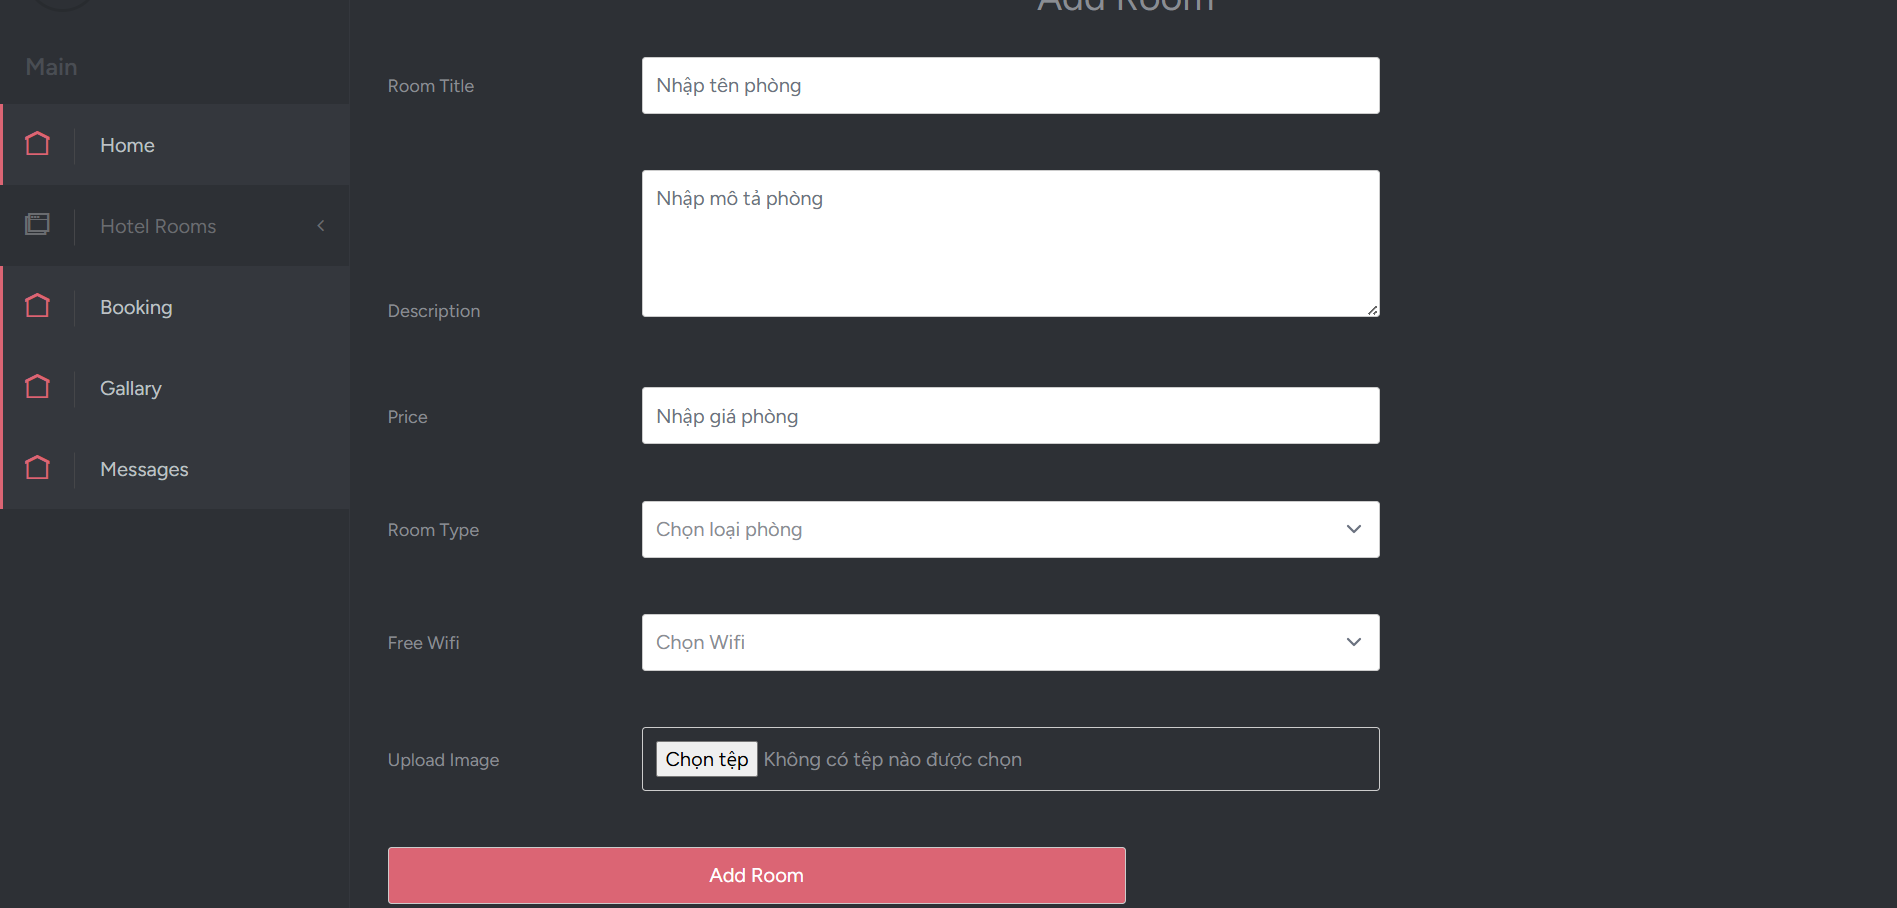 Add Room
Main
Home
Hotel Rooms
Booking
Gallary
Messages
Room Title
Nhập tên phòng
Description
Nhập mô tả phòng
Price
Nhập giá phòng
Room Type
Chọn loại phòng
Free Wifi
Chọn Wifi
Upload Image
Chọn tệp Không có tệp nào được chọn
Add Room